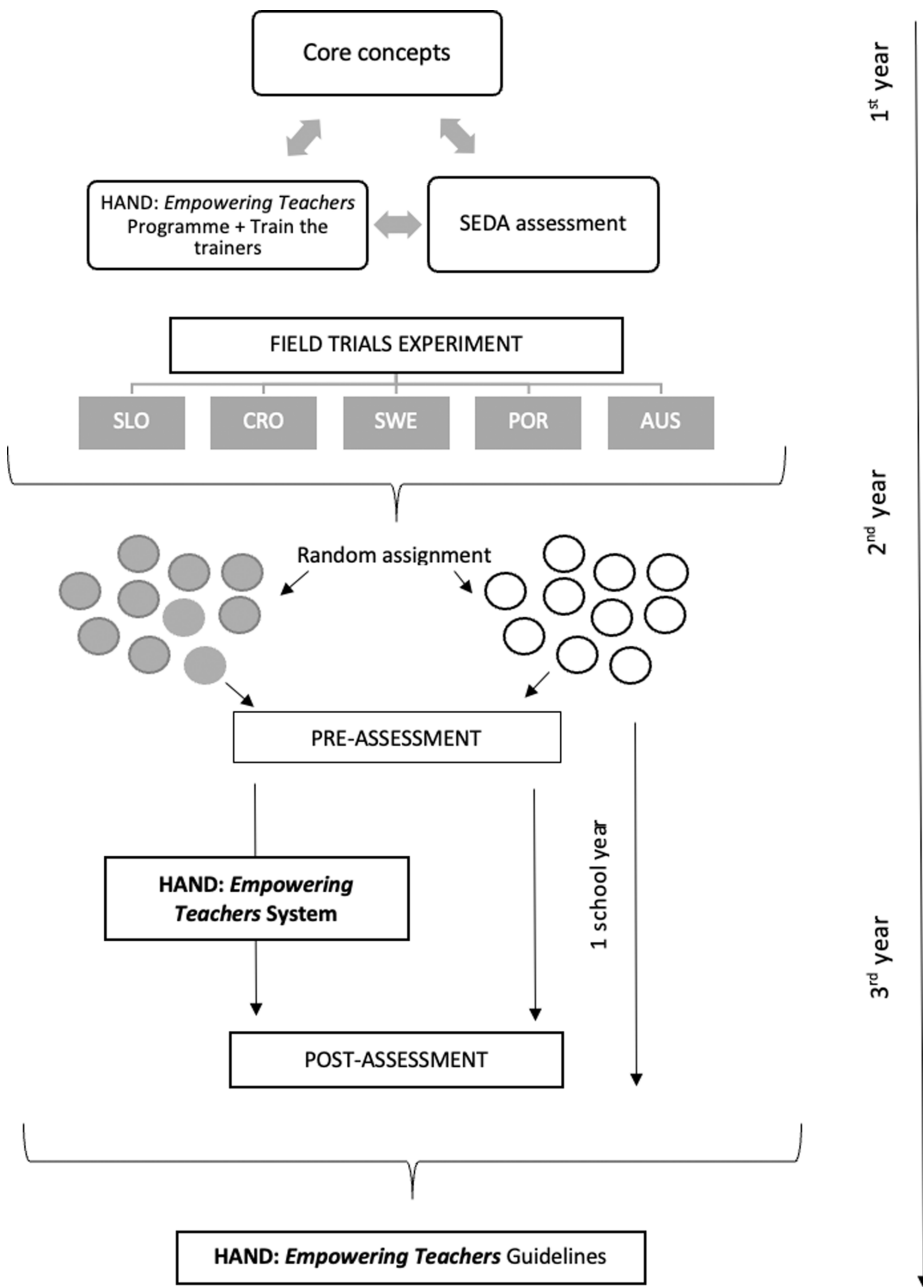 Core concepts
1st year
HAND: Empowering Teachers
Programme + Train the
trainers
SEDA assessment
FIELD TRIALS EXPERIMENT
SLO
CRO
SWE
POR
AUS
2nd year
Random assignment
PRE-ASSESSMENT
HAND: Empowering
Teachers System
1 school year
3rd year
POST-ASSESSMENT
HAND: Empowering Teachers Guidelines